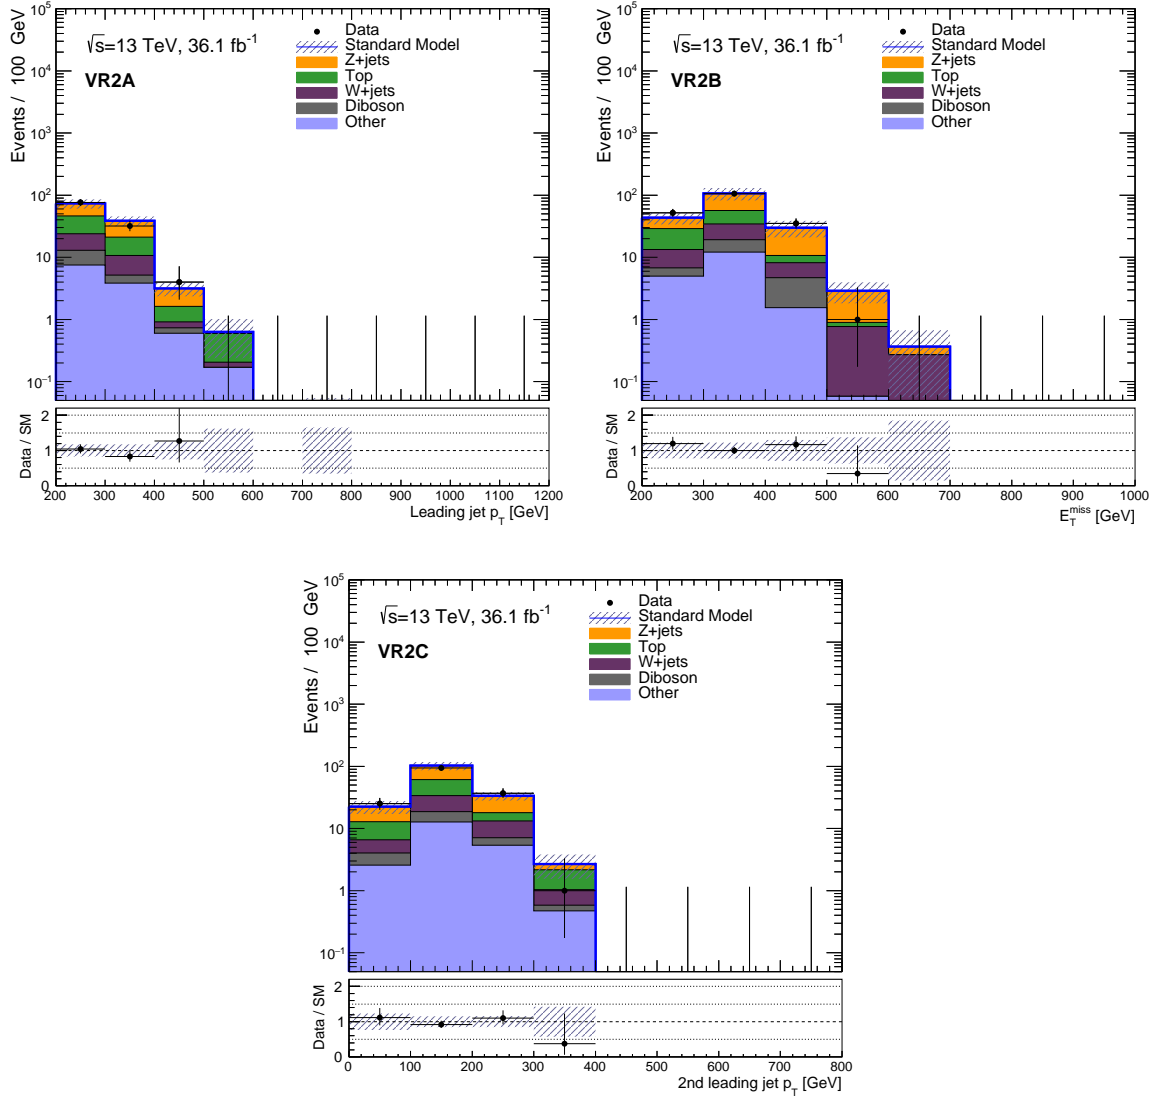 Events / 100 GeV
10⁵
10⁴
10³
10²
10
1
10⁻¹
√s=13 TeV, 36.1 fb⁻¹
VR2A
Data
Standard Model
Z+jets
Top
W+jets
Diboson
Other
Data / SM
2
1
0
200 300 400 500 600 700 800 900 1000 1100 1200
Leading jet p_T [GeV]
Events / 100 GeV
10⁵
10⁴
10³
10²
10
1
10⁻¹
√s=13 TeV, 36.1 fb⁻¹
VR2B
Data
Standard Model
Z+jets
Top
W+jets
Diboson
Other
Data / SM
2
1
0
200 300 400 500 600 700 800 900 1000
E_T^miss [GeV]
Events / 100 GeV
10⁵
10⁴
10³
10²
10
1
10⁻¹
√s=13 TeV, 36.1 fb⁻¹
VR2C
Data
Standard Model
Z+jets
Top
W+jets
Diboson
Other
Data / SM
2
1
0
0 100 200 300 400 500 600 700 800
2nd leading jet p_T [GeV]